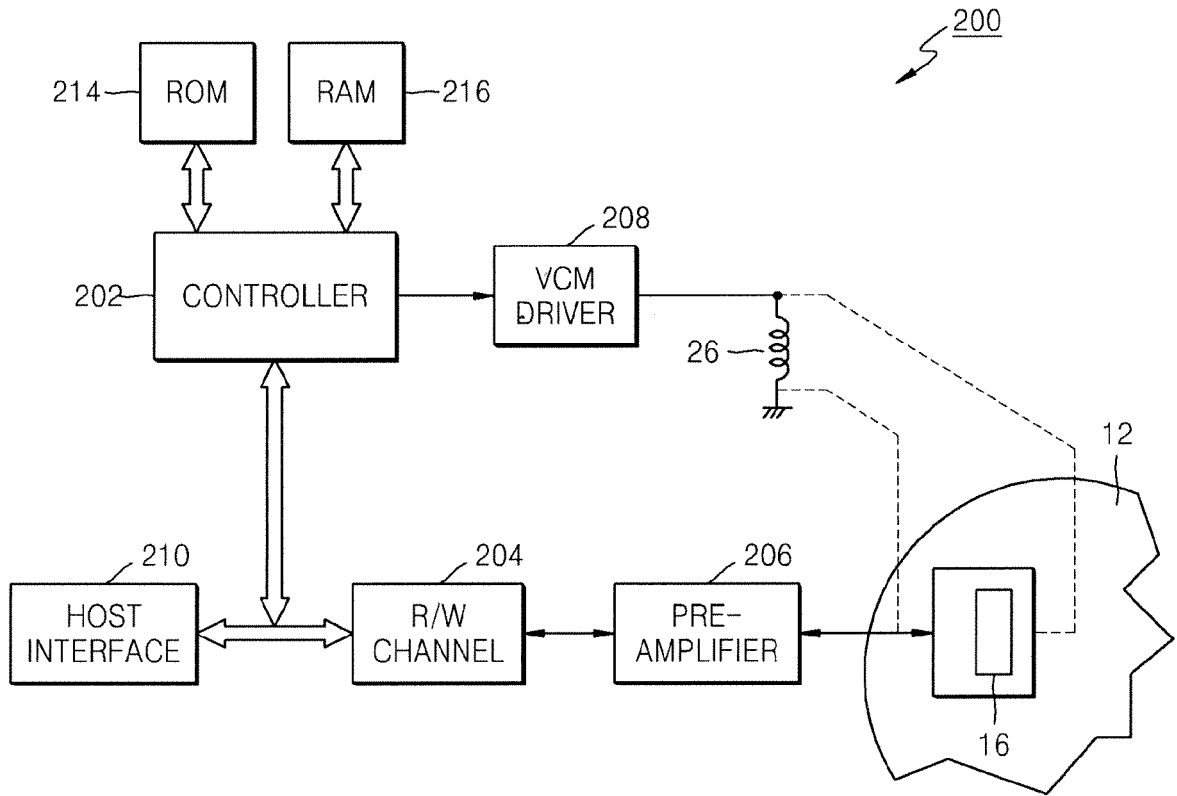 200
214
ROM
RAM
216
208
202
CONTROLLER
VCM
DRIVER
26
12
210
204
206
HOST
INTERFACE
R/W
CHANNEL
PRE-
AMPLIFIER
16